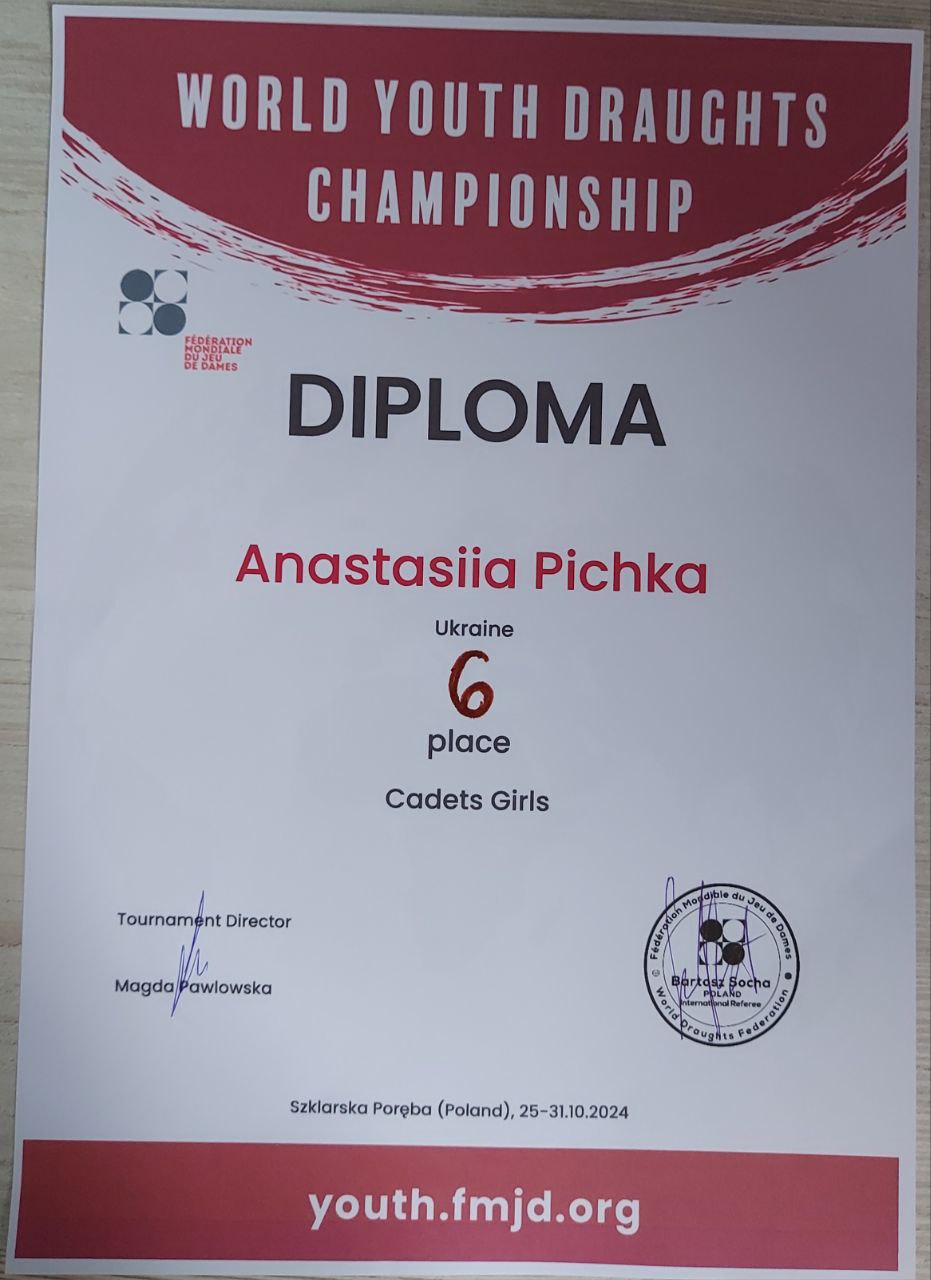 WORLD YOUTH DRAUGHTS
CHAMPIONSHIP
FÉDÉRATION
MONDIALE
DU JEU
DE DAMES
DIPLOMA
Anastasiia Pichka
Ukraine
6
place
Cadets Girls
Tournament Director
Magda Pawlowska
Fédération Mondiale du Jeu de Dames
Bartosz Socha
POLAND
International Referee
World Draughts Federation
Szklarska Poręba (Poland), 25-31.10.2024
youth.fmjd.org